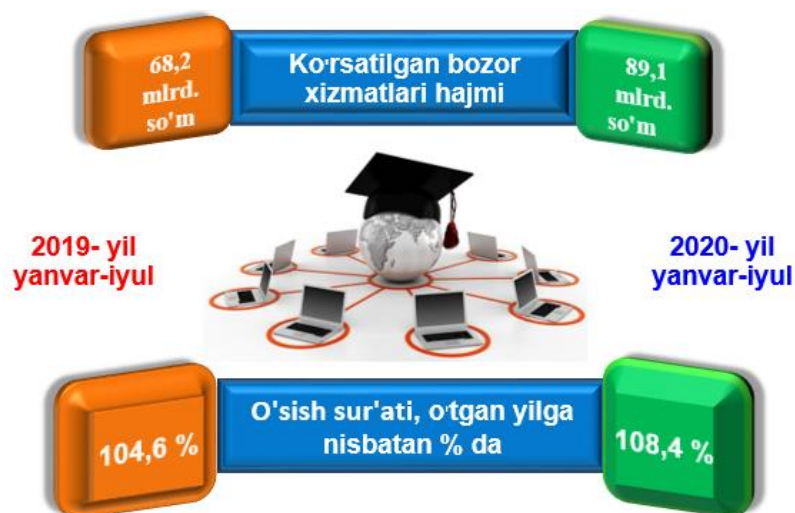 68,2
mlrd.
so'm
Ko'rsatilgan bozor
xizmatlari hajmi
89,1
mlrd.
so'm
2019- yil
yanvar-iyul
2020- yil
yanvar-iyul
104,6 %
O'sish sur'ati, o'tgan yilga
nisbatan % da
108,4 %